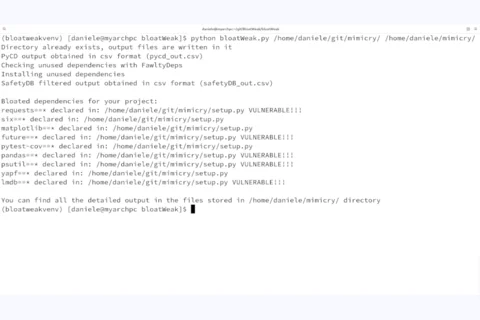 (bloatweakvenv) [daniele@myarchpc bloatWeak]$ python bloatWeak.py /home/daniele/git/mimicry/ /home/daniele/mimicry/
Directory already exists, output files are written in it
PyCD output obtained in csv format (pycd_out.csv)
Checking unused dependencies with FawltyDeps
Installing unused dependencies
SafetyDB filtered output obtained in csv format (safetyDB_out.csv)
Bloated dependencies for your project:
requests==* declared in: /home/daniele/git/mimicry/setup.py VULNERABLE!!!
six==* declared in: /home/daniele/git/mimicry/setup.py
matplotlib==* declared in: /home/daniele/git/mimicry/setup.py
future==* declared in: /home/daniele/git/mimicry/setup.py VULNERABLE!!!
pytest-cov==* declared in: /home/daniele/git/mimicry/setup.py
pandas==* declared in: /home/daniele/git/mimicry/setup.py VULNERABLE!!!
psutil==* declared in: /home/daniele/git/mimicry/setup.py VULNERABLE!!!
yapf==* declared in: /home/daniele/git/mimicry/setup.py
lmdb==* declared in: /home/daniele/git/mimicry/setup.py VULNERABLE!!!
You can find all the detailed output in the files stored in /home/daniele/mimicry/ directory
(bloatweakvenv) [daniele@myarchpc bloatWeak]$